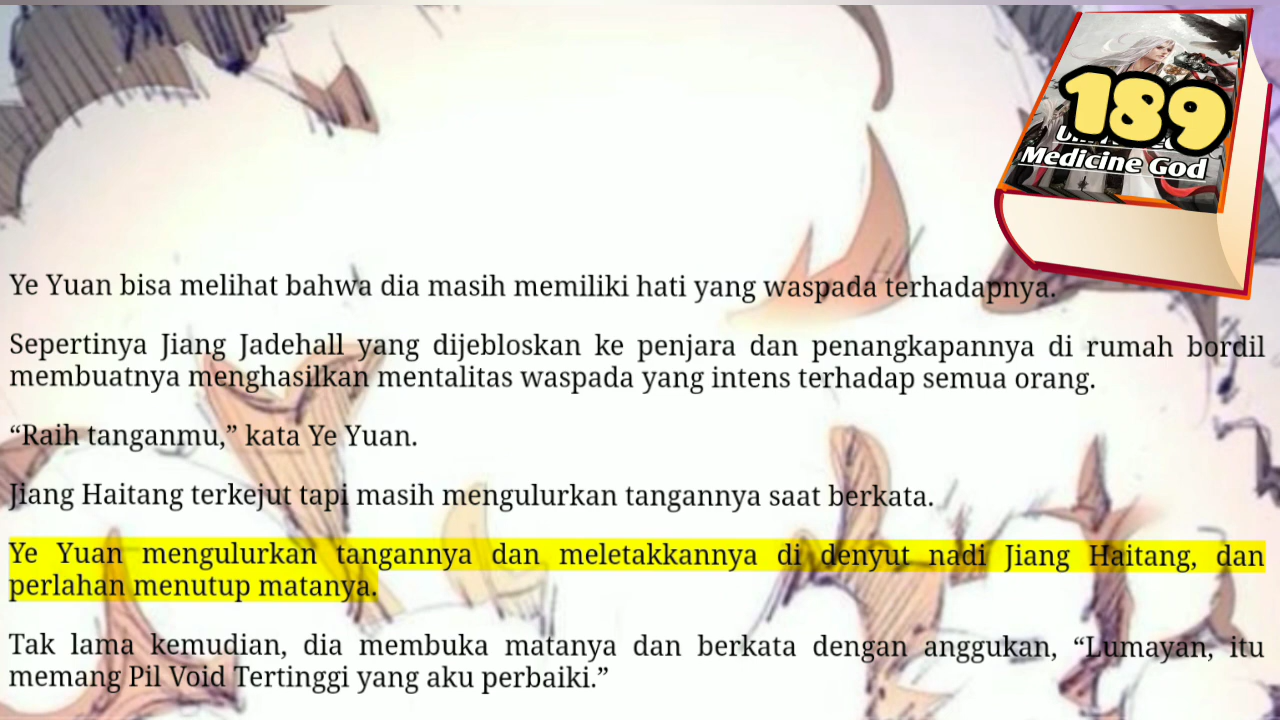 189
Medicine God
Ye Yuan bisa melihat bahwa dia masih memiliki hati yang waspada terhadapnya.
Sepertinya Jiang Jadehall yang dijebloskan ke penjara dan penangkapannya di rumah bordil
membuatnya menghasilkan mentalitas waspada yang intens terhadap semua orang.
“Raih tanganmu,” kata Ye Yuan.
Jiang Haitang terkejut tapi masih mengulurkan tangannya saat berkata.
Ye Yuan mengulurkan tangannya dan meletakkannya di denyut nadi Jiang Haitang, dan
perlahan menutup matanya.
Tak lama kemudian, dia membuka matanya dan berkata dengan anggukan, “Lumayan, itu
memang Pil Void Tertinggi yang aku perbaiki.”